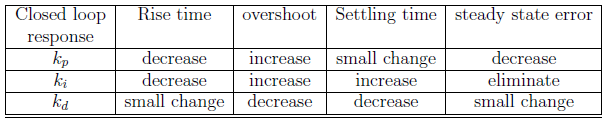 Closed loop response Rise time overshoot Settling time steady state error
k_p decrease increase small change decrease
k_i decrease increase increase eliminate
k_d small change decrease decrease small change